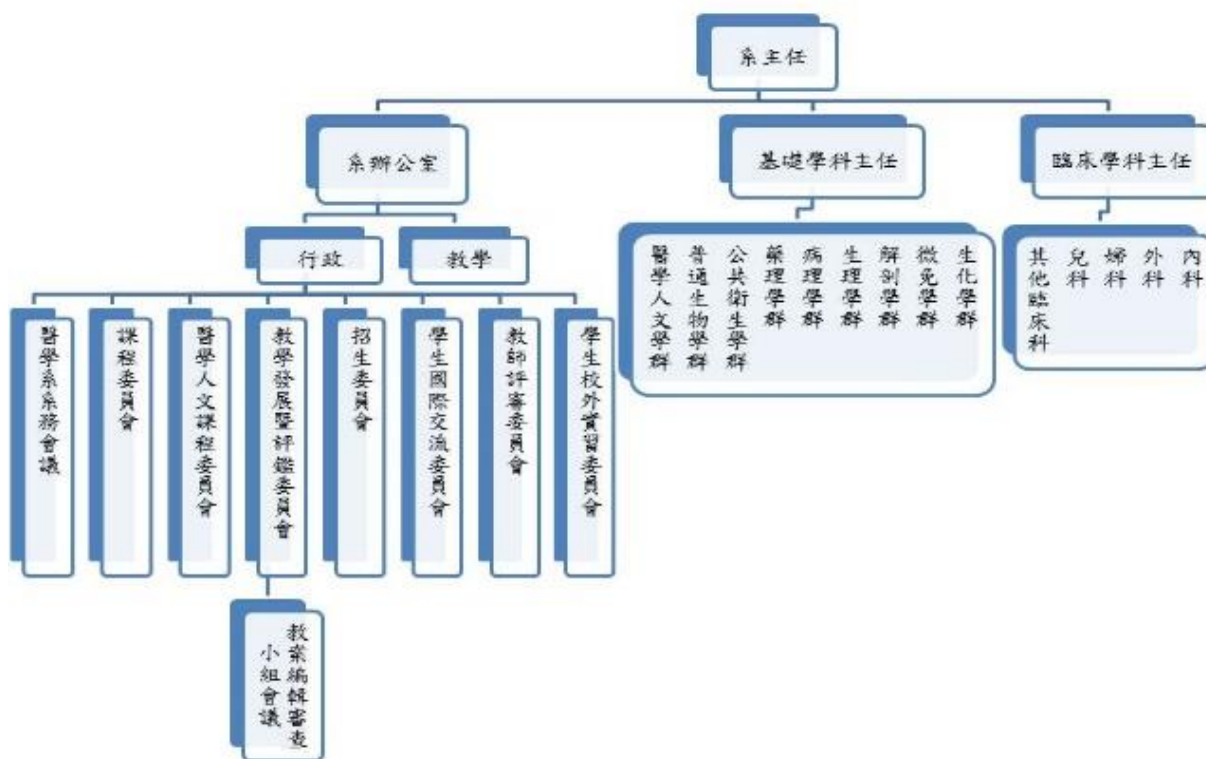 系主任
系辦公室
基礎學科主任
臨床學科主任
行政
教學
醫學系系務會議
課程委員會
醫學人文課程委員會
教學發展暨評鑑委員會
招生委員會
學生國際交流委員會
教師評審委員會
學生校外實習委員會
教案編輯審查
小組會議
生化學群
微免學群
解剖學群
生理學群
病理學群
藥理學群
公共衛生學群
普通生物學群
醫學人文學群
內科
外科
婦科
兒科
其他臨床科